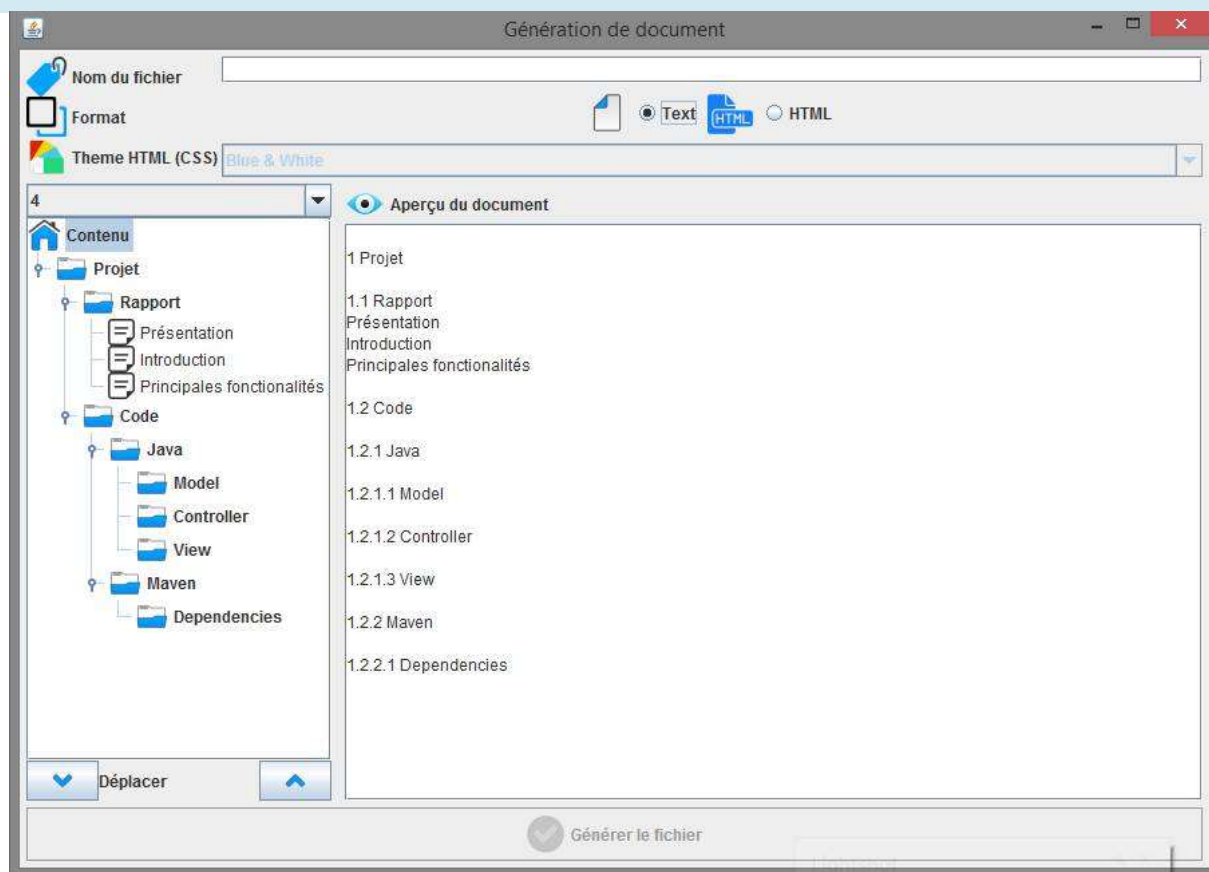 Génération de document
Nom du fichier
Format
Text
HTML
HTML
Theme HTML (CSS)
Blue & White
4
Contenu
Projet
Rapport
Présentation
Introduction
Principales fonctionalités
Code
Java
Model
Controller
View
Maven
Dependencies
Déplacer
Aperçu du document
1 Projet
1.1 Rapport
Présentation
Introduction
Principales fonctionalités
1.2 Code
1.2.1 Java
1.2.1.1 Model
1.2.1.2 Controller
1.2.1.3 View
1.2.2 Maven
1.2.2.1 Dependencies
Générer le fichier